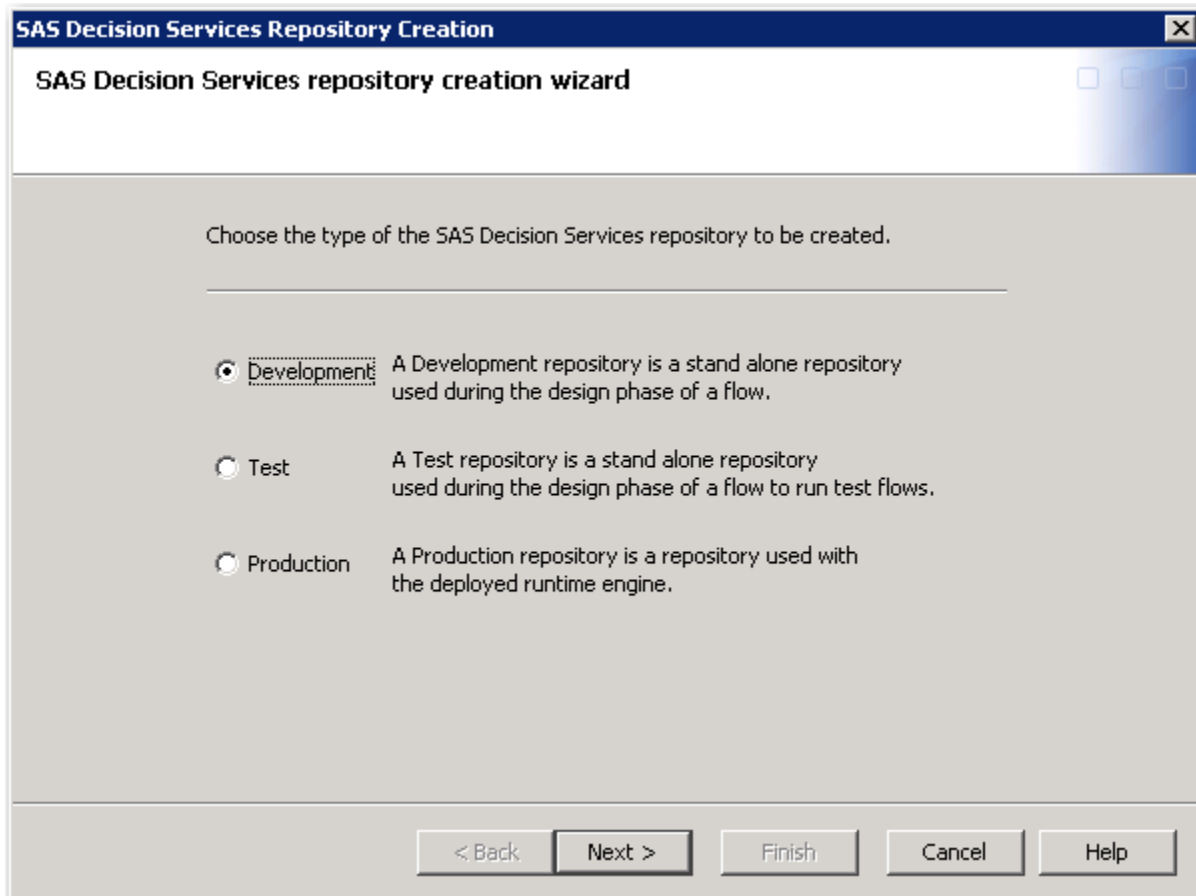 SAS Decision Services Repository Creation
SAS Decision Services repository creation wizard
Choose the type of the SAS Decision Services repository to be created.
Development
A Development repository is a stand alone repository
used during the design phase of a flow.
Test
A Test repository is a stand alone repository
used during the design phase of a flow to run test flows.
Production
A Production repository is a repository used with
the deployed runtime engine.
< Back
Next >
Finish
Cancel
Help